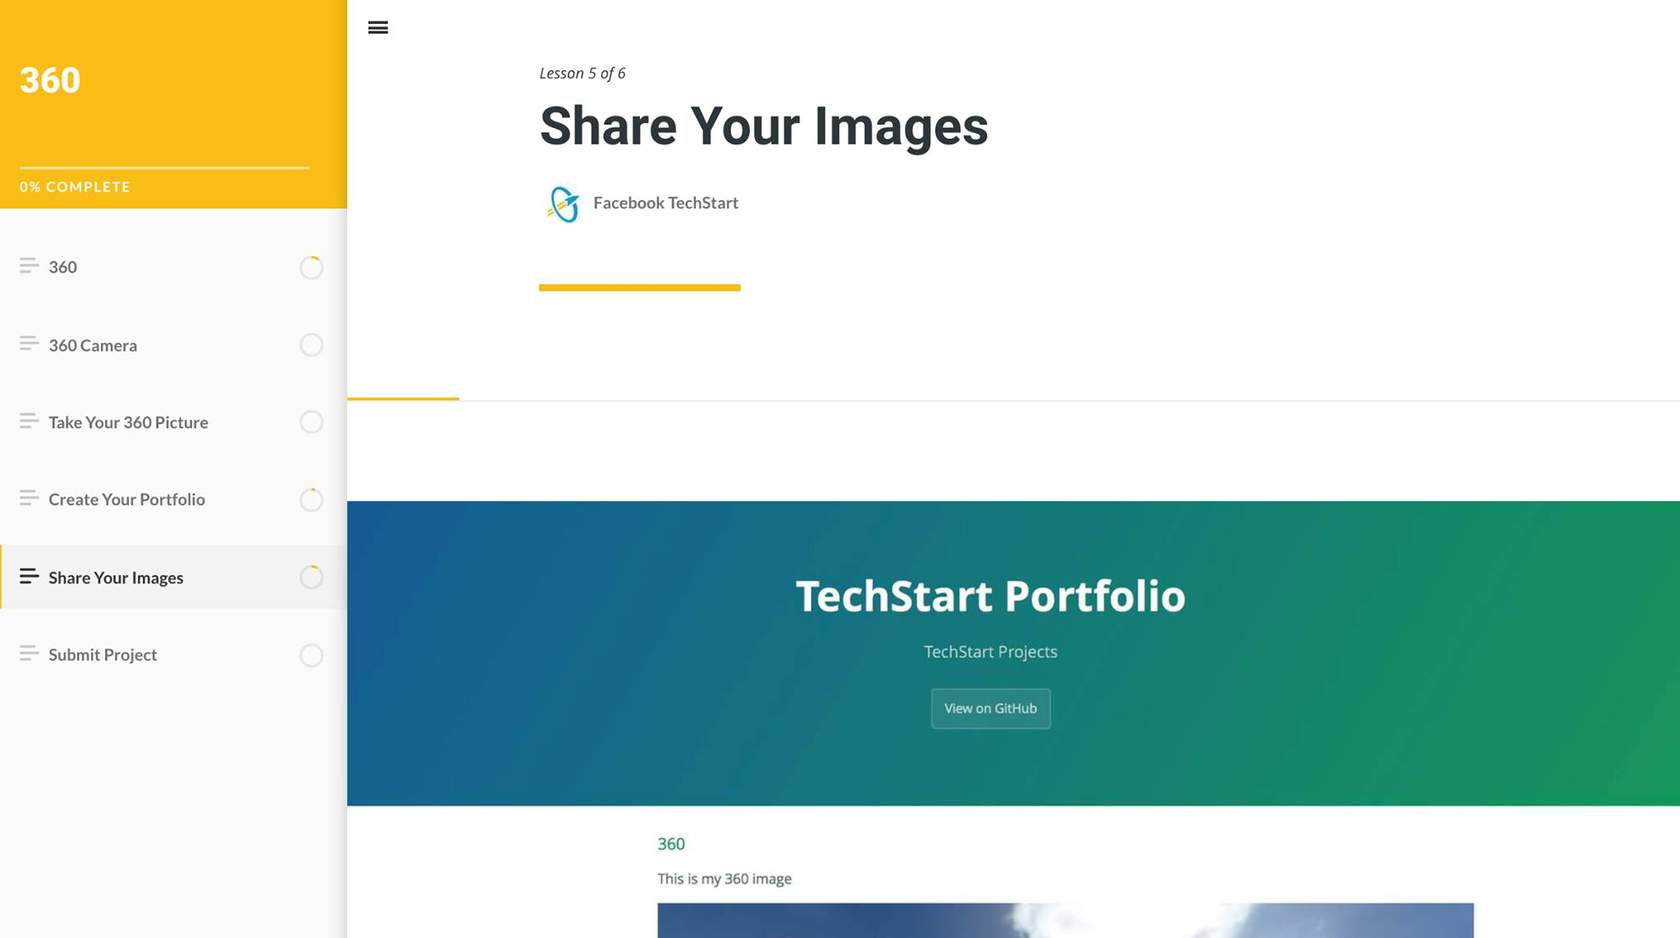 360
0% COMPLETE
360
360 Camera
Take Your 360 Picture
Create Your Portfolio
Share Your Images
Submit Project
Lesson 5 of 6
Share Your Images
Facebook TechStart
TechStart Portfolio
TechStart Projects
View on GitHub
360
This is my 360 image